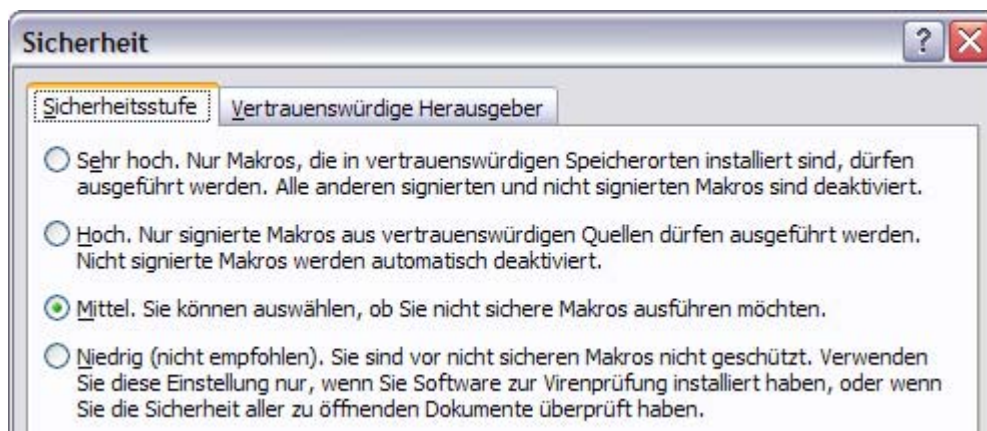 Sicherheit
Sicherheitsstufe Vertrauenswürdige Herausgeber
Sehr hoch. Nur Makros, die in vertrauenswürdigen Speicherorten installiert sind, dürfen
ausgeführt werden. Alle anderen signierten und nicht signierten Makros sind deaktiviert.
Hoch. Nur signierte Makros aus vertrauenswürdigen Quellen dürfen ausgeführt werden.
Nicht signierte Makros werden automatisch deaktiviert.
Mittel. Sie können auswählen, ob Sie nicht sichere Makros ausführen möchten.
Niedrig (nicht empfohlen). Sie sind vor nicht sicheren Makros nicht geschützt. Verwenden
Sie diese Einstellung nur, wenn Sie Software zur Virenprüfung installiert haben, oder wenn
Sie die Sicherheit aller zu öffnenden Dokumente überprüft haben.